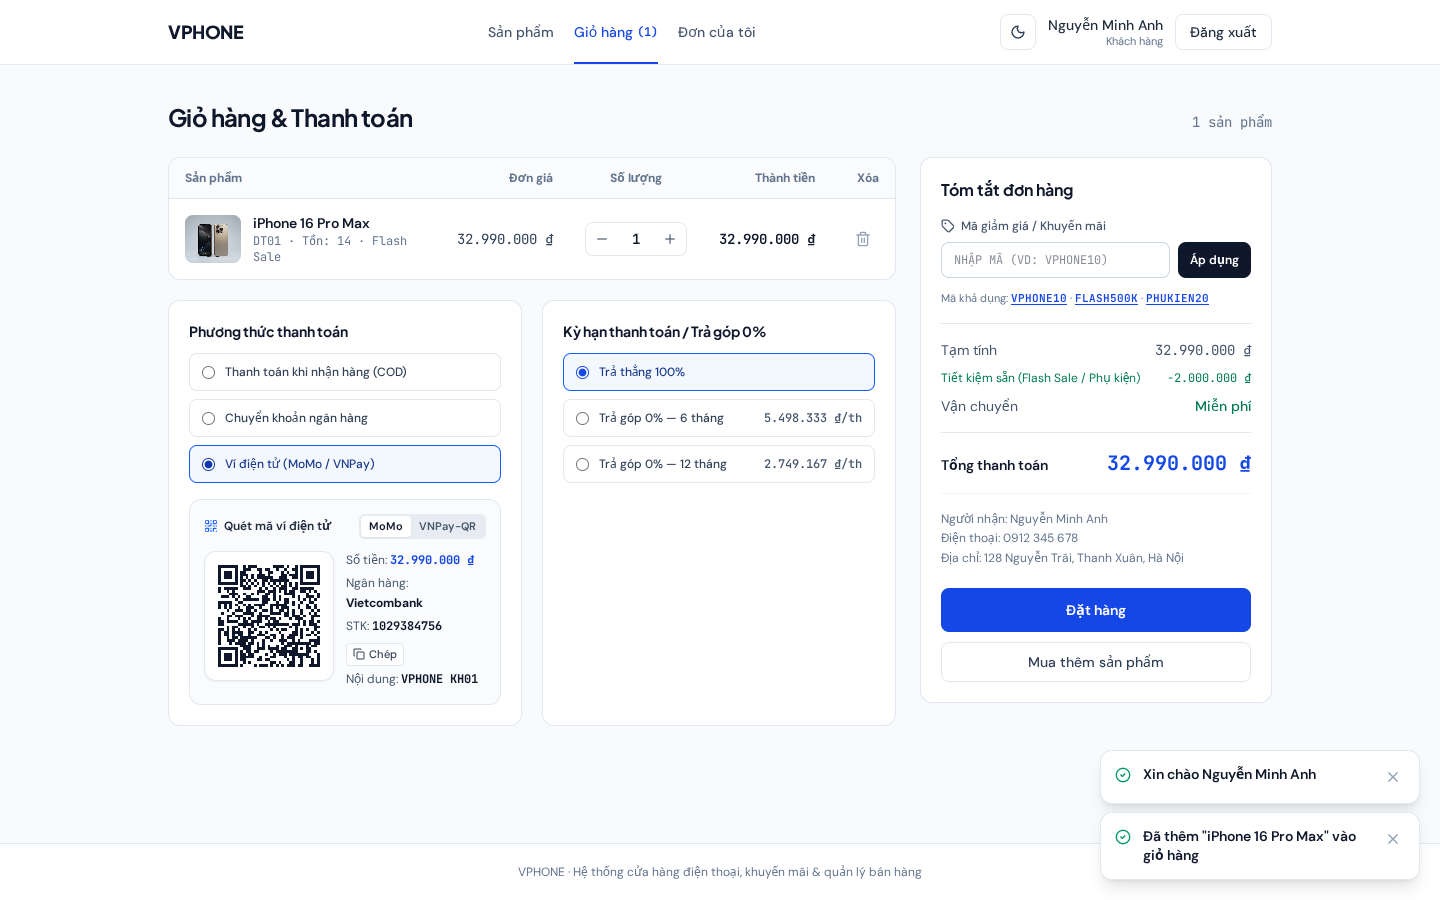 VPHONE
Sản phẩm
Giỏ hàng (1)
Đơn của tôi
Nguyễn Minh Anh
Khách hàng
Đăng xuất
Giỏ hàng & Thanh toán
1 sản phẩm
Sản phẩm
Đơn giá
Số lượng
Thành tiền
Xóa
iPhone 16 Pro Max
DT01 · Tồn: 14 · Flash
Sale
32.990.000 ₫
1
32.990.000 ₫
Phương thức thanh toán
Thanh toán khi nhận hàng (COD)
Chuyển khoản ngân hàng
Ví điện tử (MoMo / VNPay)
Quét mã ví điện tử
MoMo
VNPay-QR
Số tiền: 32.990.000 ₫
Ngân hàng:
Vietcombank
STK: 1029384756
Chép
Nội dung: VPHONE KH01
Kỳ hạn thanh toán / Trả góp 0%
Trả thẳng 100%
Trả góp 0% — 6 tháng
5.498.333 ₫/th
Trả góp 0% — 12 tháng
2.749.167 ₫/th
Tóm tắt đơn hàng
Mã giảm giá / Khuyến mãi
NHẬP MÃ (VD: VPHONE10)
Áp dụng
Mã khả dụng: VPHONE10 · FLASH500K · PHUKIEN20
Tạm tính
32.990.000 ₫
Tiết kiệm sẵn (Flash Sale / Phụ kiện)
-2.000.000 ₫
Vận chuyển
Miễn phí
Tổng thanh toán
32.990.000 ₫
Người nhận: Nguyễn Minh Anh
Điện thoại: 0912 345 678
Địa chỉ: 128 Nguyễn Trãi, Thanh Xuân, Hà Nội
Đặt hàng
Mua thêm sản phẩm
Xin chào Nguyễn Minh Anh
Đã thêm "iPhone 16 Pro Max" vào
giỏ hàng
VPHONE · Hệ thống cửa hàng điện thoại, khuyến mãi & quản lý bán hàng